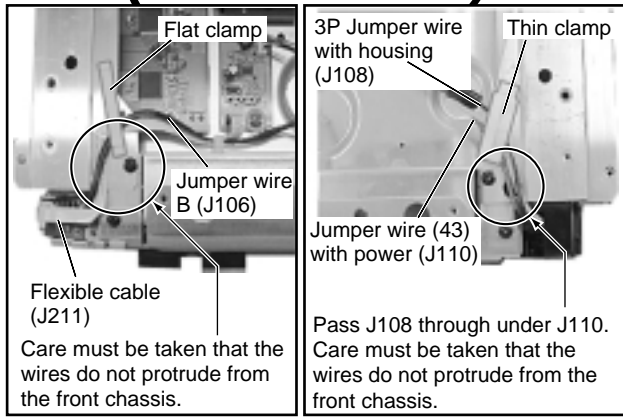 Flat clamp
Jumper wire
B (J106)
Flexible cable
(J211)
Care must be taken that the
wires do not protrude from
the front chassis.
3P Jumper wire
with housing
(J108)
Thin clamp
Jumper wire (43)
with power (J110)
Pass J108 through under J110.
Care must be taken that the
wires do not protrude from the
front chassis.